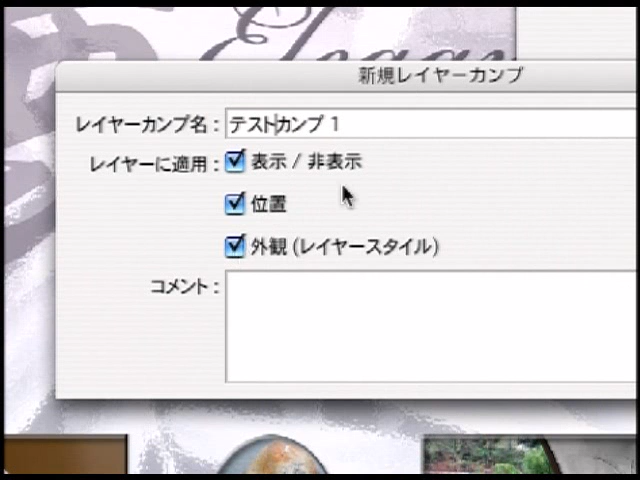 新規レイヤーカンプ
レイヤーカンプ名 : テストカンプ 1
レイヤーに適用 : 表示 / 非表示
位置
外観 (レイヤースタイル)
コメント :